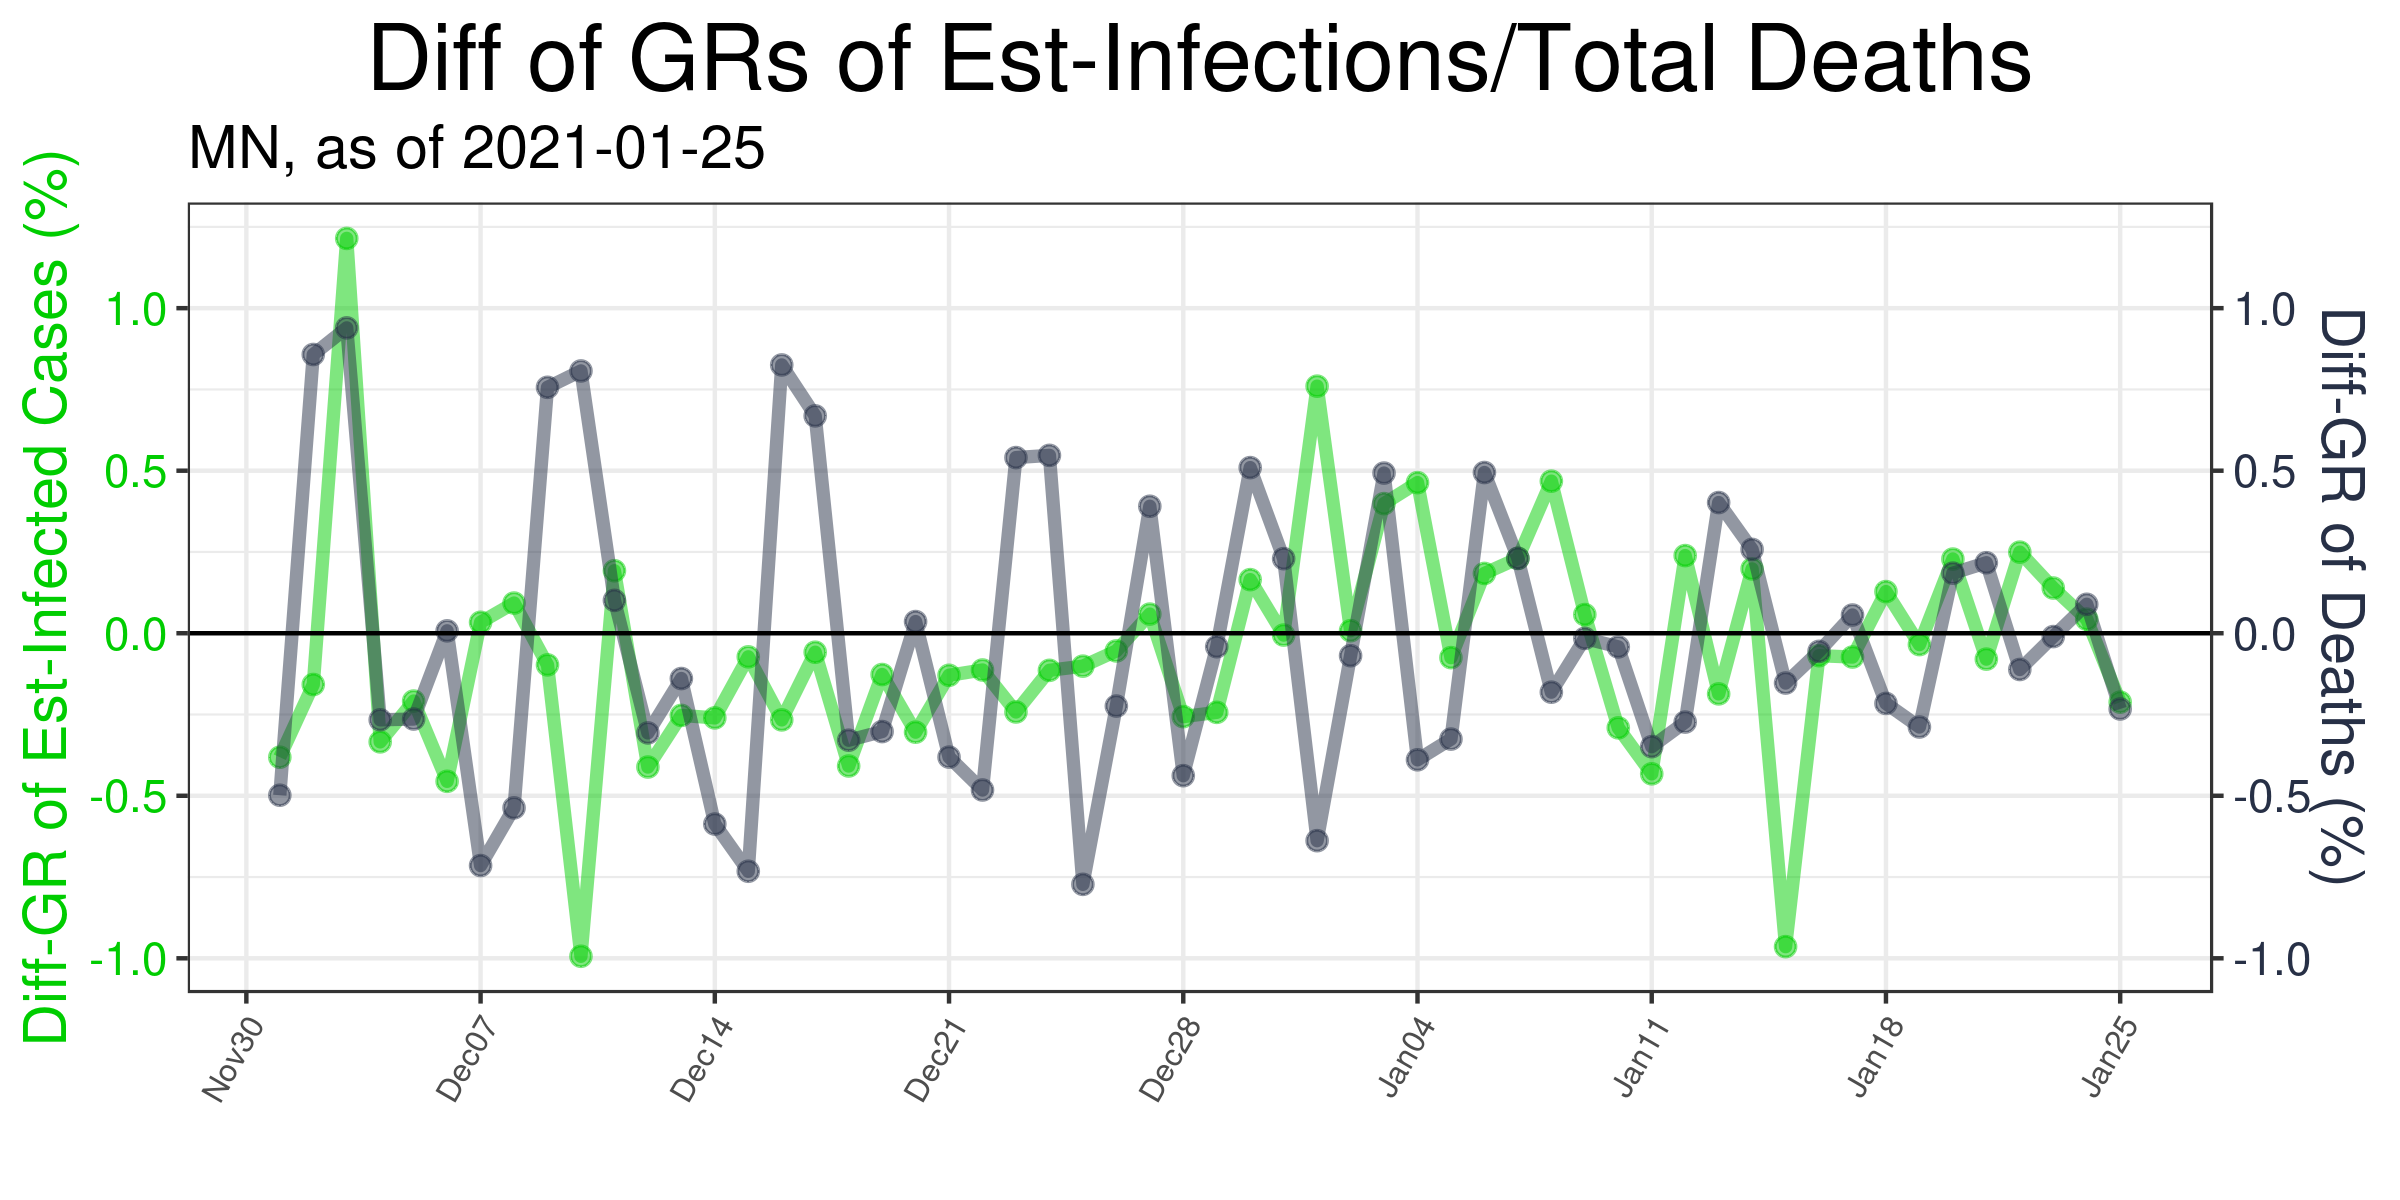 Diff of GRs of Est-Infections/Total Deaths
MN, as of 2021-01-25
Diff-GR of Est-Infected Cases (%)
1.0
0.5
0.0
-0.5
-1.0
1.0
0.5
0.0
-0.5
-1.0
Diff-GR of Deaths (%)
Nov30
Dec07
Dec14
Dec21
Dec28
Jan04
Jan11
Jan18
Jan25